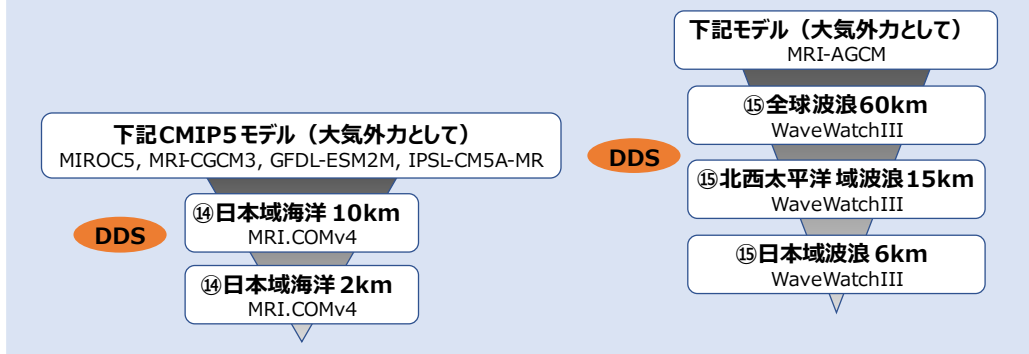 下記CMIP5モデル（大気外力として）
MIROC5, MRI-CGCM3, GFDL-ESM2M, IPSL-CM5A-MR
DDS
⑭日本域海洋 10km
MRI.COMv4
⑭日本域海洋 2km
MRI.COMv4
下記モデル（大気外力として）
MRI-AGCM
⑮全球波浪60km
WaveWatchIII
DDS
⑮北西太平洋 域波浪15km
WaveWatchIII
⑮日本域波浪 6km
WaveWatchIII